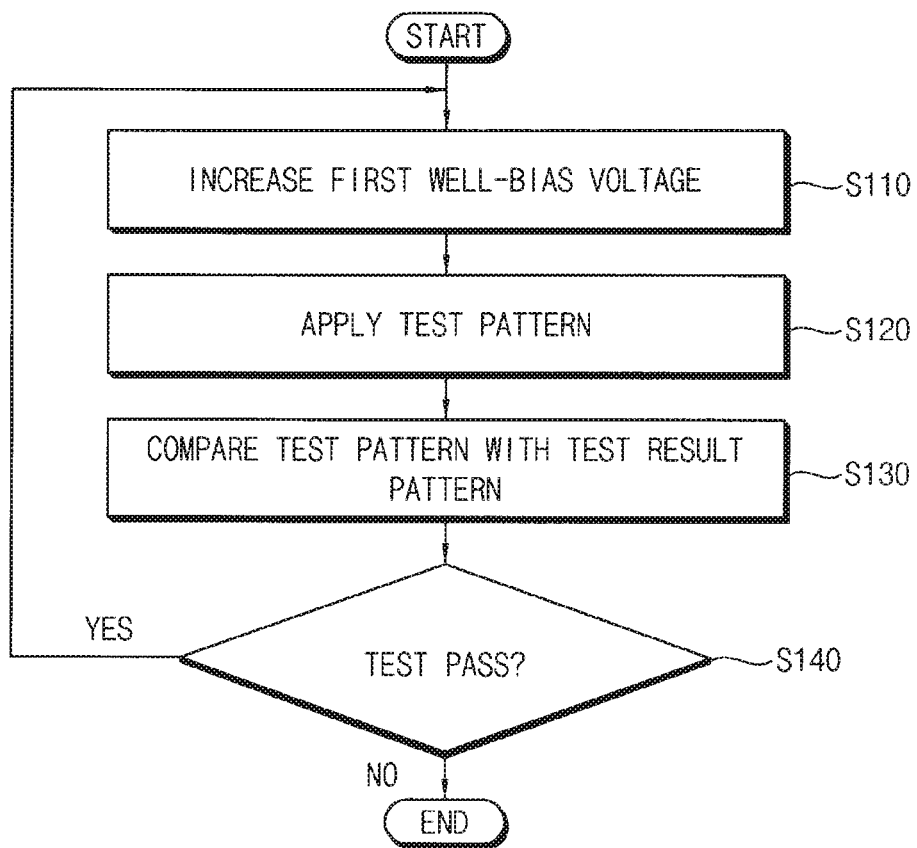 START
INCREASE FIRST WELL-BIAS VOLTAGE
S110
APPLY TEST PATTERN
S120
COMPARE TEST PATTERN WITH TEST RESULT
PATTERN
S130
YES
TEST PASS?
S140
NO
END